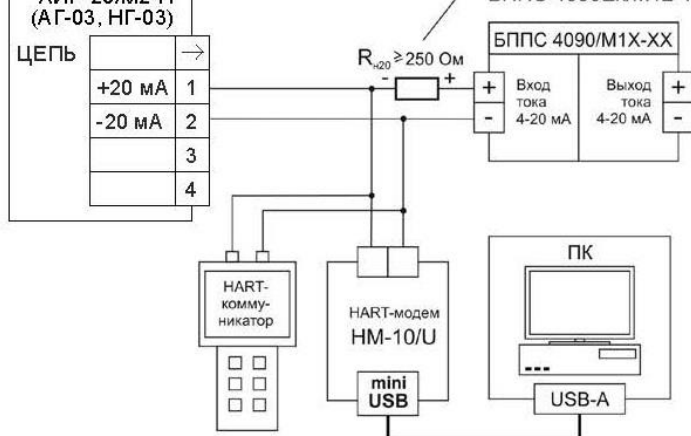 (АГ-03, НГ-03)
ЦЕПЬ
+20 мА 1
-20 мА 2
3
4
Rн20 ≥ 250 Ом
- +
БППС 4090/М1Х-ХХ
+ Вход тока 4-20 мА -
Выход тока 4-20 мА + -
HART-
комму-
никатор
HART-модем
НМ-10/U
mini
USB
ПК
USB-A